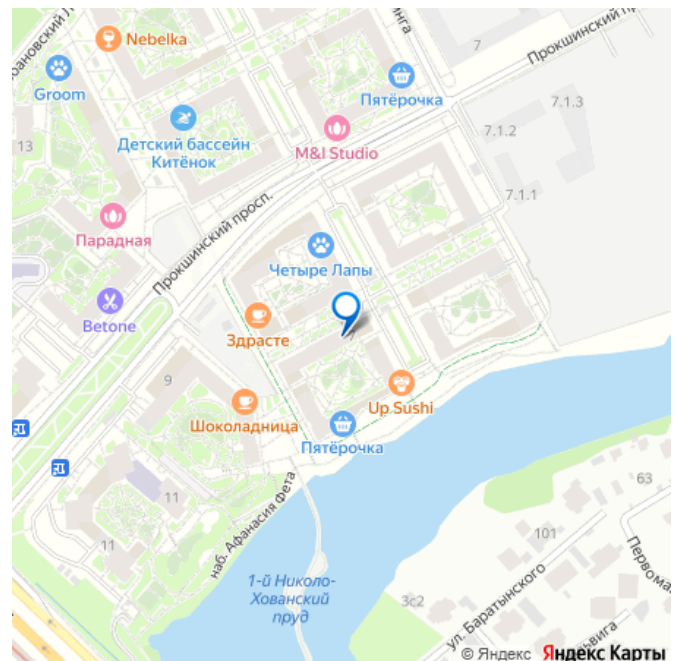 Nebelka
Groom
Прокшинский
7
Пятёрочка
7.1.3
7.1.2
Детский бассейн
Китёнок
M&I Studio
13
7.1.1
Парадная
Прокшинский просп.
Четыре Лапы
Betone
Здрасте
7
9
Шоколадница
Up Sushi
Пятёрочка
11
11
наб. Афанасия Фета
63
101
1-й Николо-
Хованский
пруд
3с2
ул. Баратынского
© Яндекс Яндекс Карты